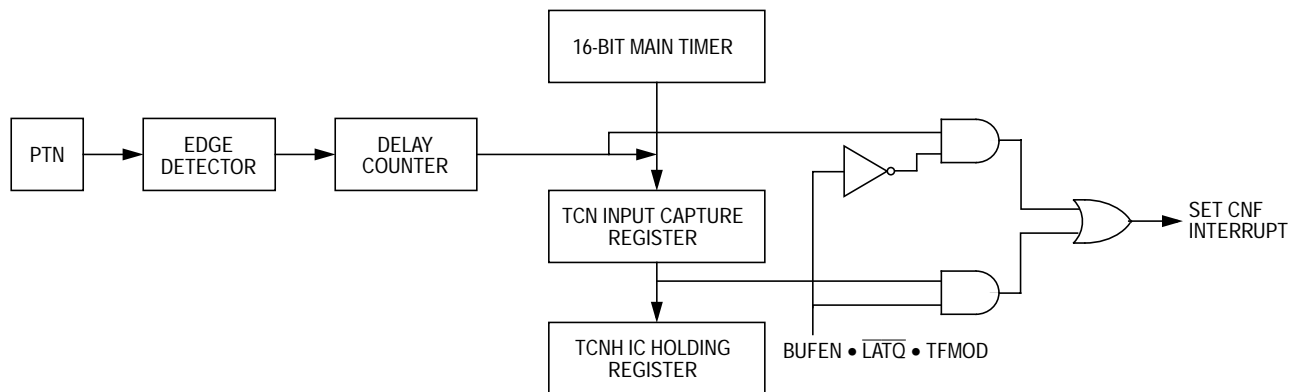 16-BIT MAIN TIMER
PTN
EDGE
DETECTOR
DELAY
COUNTER
TCN INPUT CAPTURE
REGISTER
SET CNF
INTERRUPT
TCNH IC HOLDING
REGISTER
BUFEN • L̅A̅T̅Q̅ • TFMOD